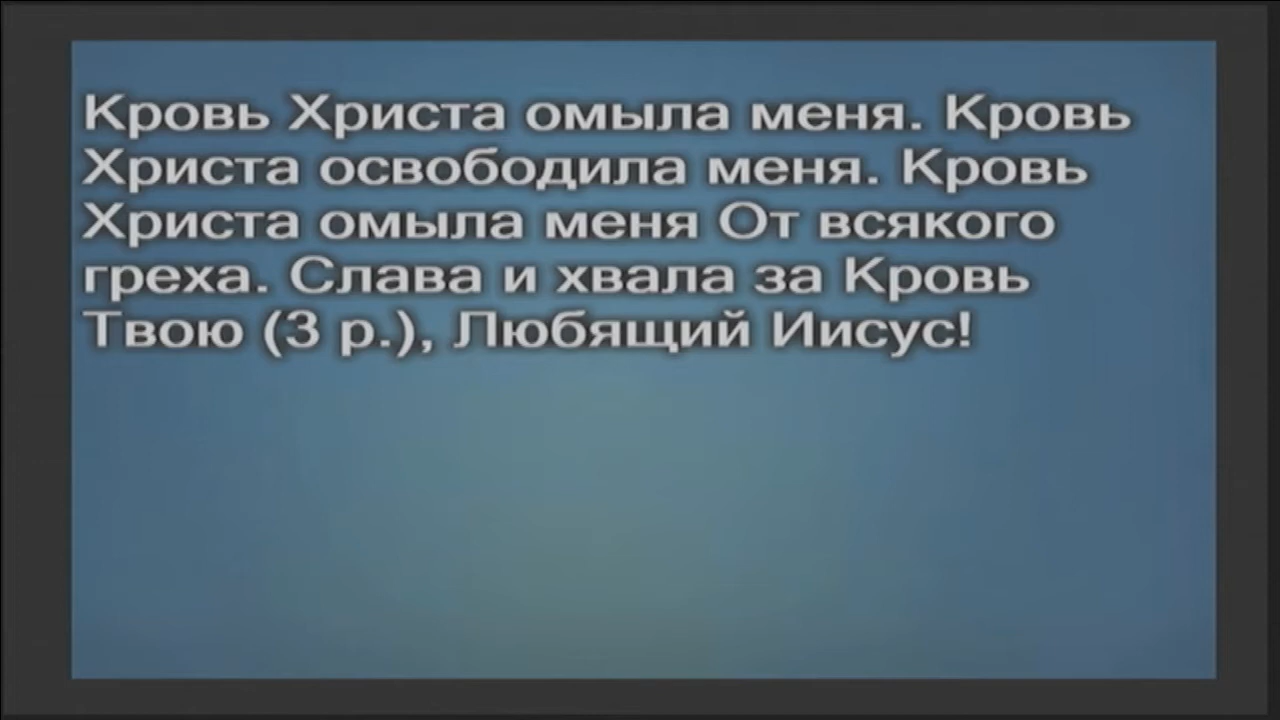 Кровь Христа омыла меня. Кровь
Христа освободила меня. Кровь
Христа омыла меня От всякого
греха. Слава и хвала за Кровь
Твою (3 р.), Любящий Иисус!